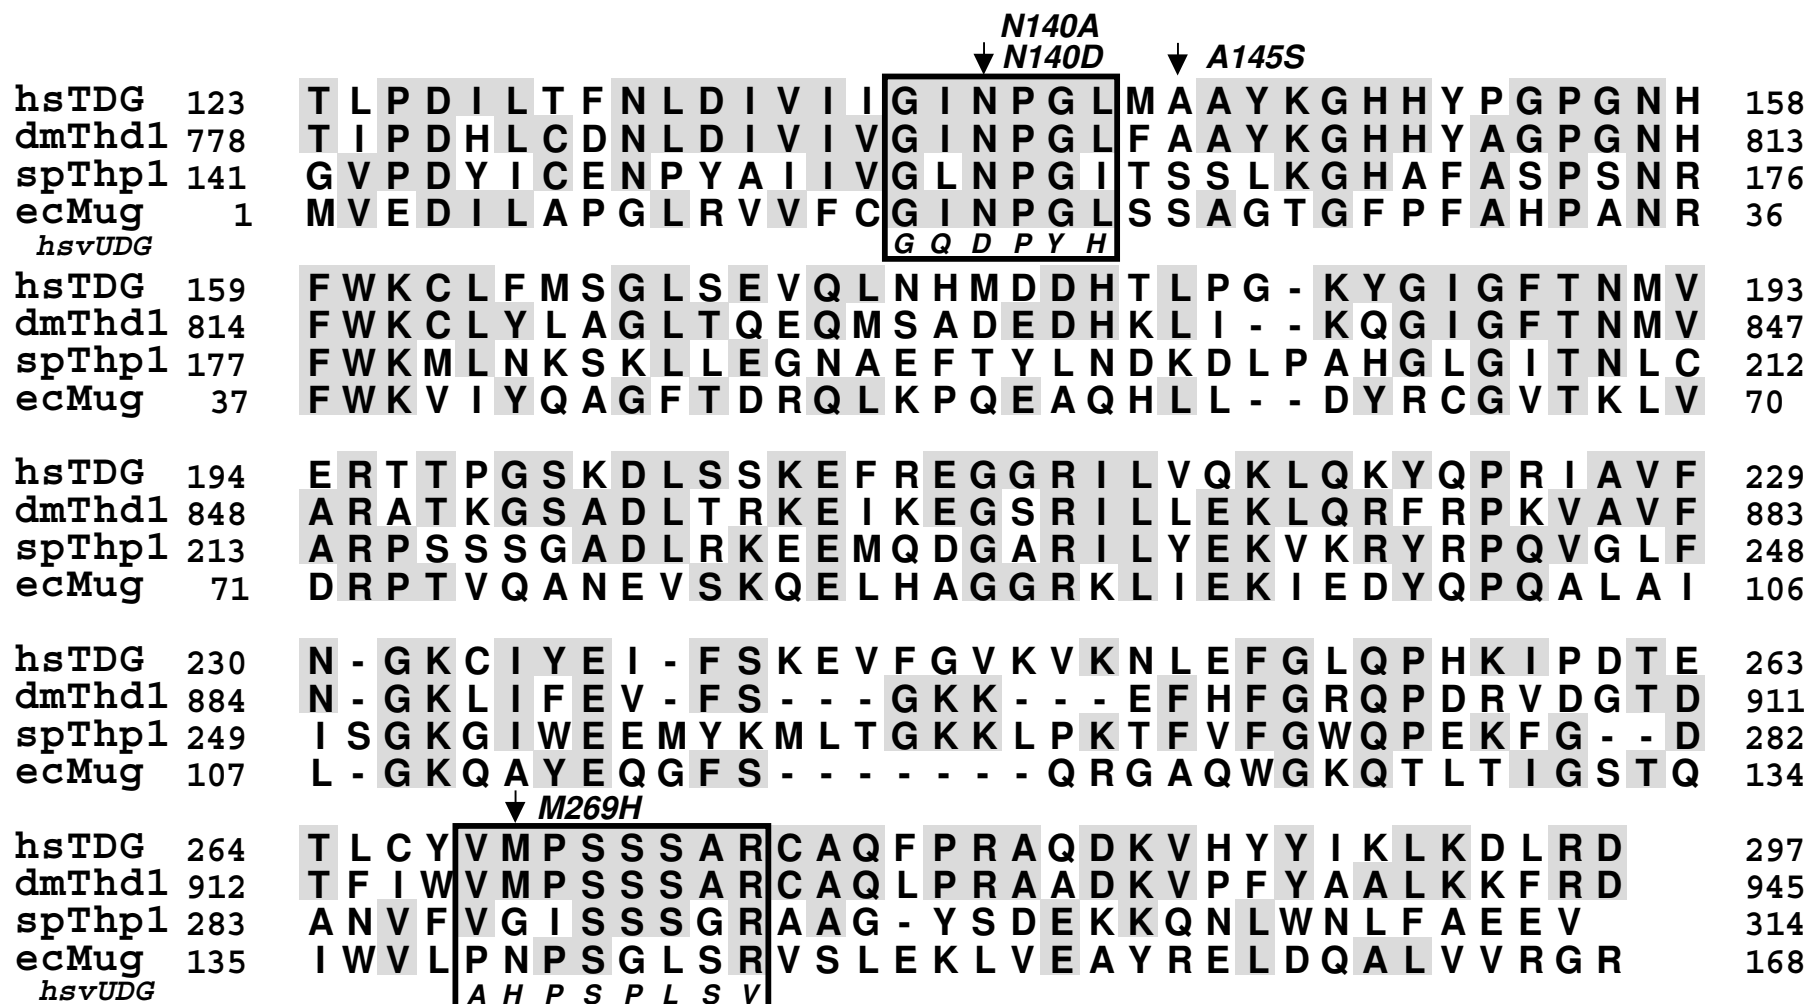 N140A
N140D A145S
hsTDG 123 T L P D I L T F N L D I V I I G I N P G L M A A Y K G H H Y P G P G N H 158
dmThd1 778 T I P D H L C D N L D I V I V G I N P G L F A A Y K G H H Y A G P G N H 813
spThp1 141 G V P D Y I C E N P Y A I I V G L N P G I T S S L K G H A F A S P S N R 176
ecMug 1 M V E D I L A P G L R V V F C G I N P G L S S A G T G F P F A H P A N R 36
hsvUDG G Q D P Y H
hsTDG 159 F W K C L F M S G L S E V Q L N H M D D H T L P G - K Y G I G F T N M V 193
dmThd1 814 F W K C L Y L A G L T Q E Q M S A D E D H K L I - - K Q G I G F T N M V 847
spThp1 177 F W K M L N K S K L L E G N A E F T Y L N D K D L P A H G L G I T N L C 212
ecMug 37 F W K V I Y Q A G F T D R Q L K P Q E A Q H L L - - D Y R C G V T K L V 70
hsTDG 194 E R T T P G S K D L S S K E F R E G G R I L V Q K L Q K Y Q P R I A V F 229
dmThd1 848 A R A T K G S A D L T R K E I K E G S R I L L E K L Q R F R P K V A V F 883
spThp1 213 A R P S S S G A D L R K E E M Q D G A R I L Y E K V K R Y R P Q V G L F 248
ecMug 71 D R P T V Q A N E V S K Q E L H A G G R K L I E K I E D Y Q P Q A L A I 106
hsTDG 230 N - G K C I Y E I - F S K E V F G V K V K N L E F G L Q P H K I P D T E 263
dmThd1 884 N - G K L I F E V - F S - - - G K K - - - E F H F G R Q P D R V D G T D 911
spThp1 249 I S G K G I W E E M Y K M L T G K K L P K T F V F G W Q P E K F G - - D 282
ecMug 107 L - G K Q A Y E Q G F S - - - - - - - Q R G A Q W G K Q T L T I G S T Q 134
M269H
hsTDG 264 T L C Y V M P S S S A R C A Q F P R A Q D K V H Y Y I K L K D L R D 297
dmThd1 912 T F I W V M P S S S A R C A Q L P R A A D K V P F Y A A L K K F R D 945
spThp1 283 A N V F V G I S S S G R A A G - Y S D E K K Q N L W N L F A E E V 314
ecMug 135 I W V L P N P S G L S R V S L E K L V E A Y R E L D Q A L V V R G R 168
hsvUDG A H P S P L S V